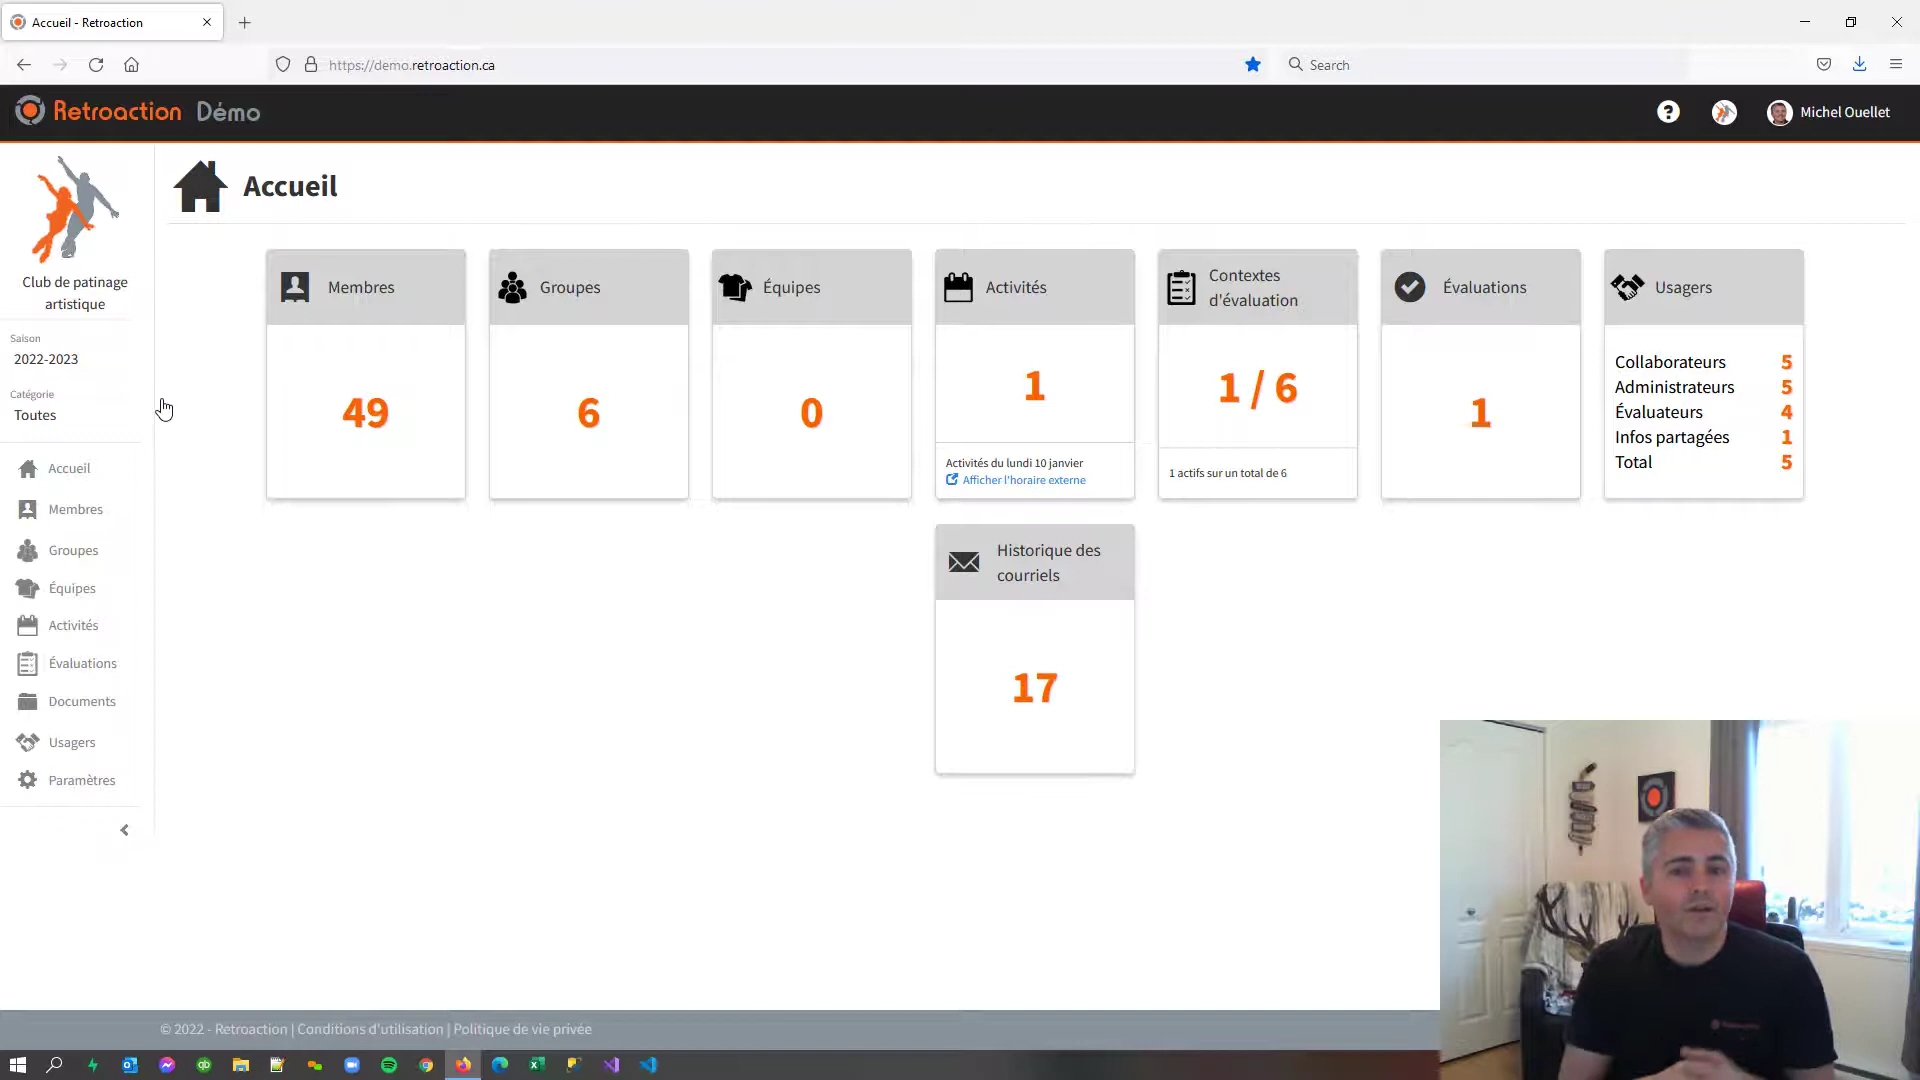 Accueil - Retroaction
https://demo.retroaction.ca
Search
Retroaction Démo
Michel Ouellet
Club de patinage
artistique
Saison
2022-2023
Catégorie
Toutes
Accueil
Membres
Groupes
Équipes
Activités
Évaluations
Documents
Usagers
Paramètres
Accueil
Membres
49
Groupes
6
Équipes
0
Activités
1
Activités du lundi 10 janvier
Afficher l'horaire externe
Contextes
d'évaluation
1 / 6
1 actifs sur un total de 6
Évaluations
1
Usagers
Collaborateurs 5
Administrateurs 5
Évaluateurs 4
Infos partagées 1
Total 5
Historique des
courriels
17
© 2022 - Retroaction | Conditions d'utilisation | Politique de vie privée